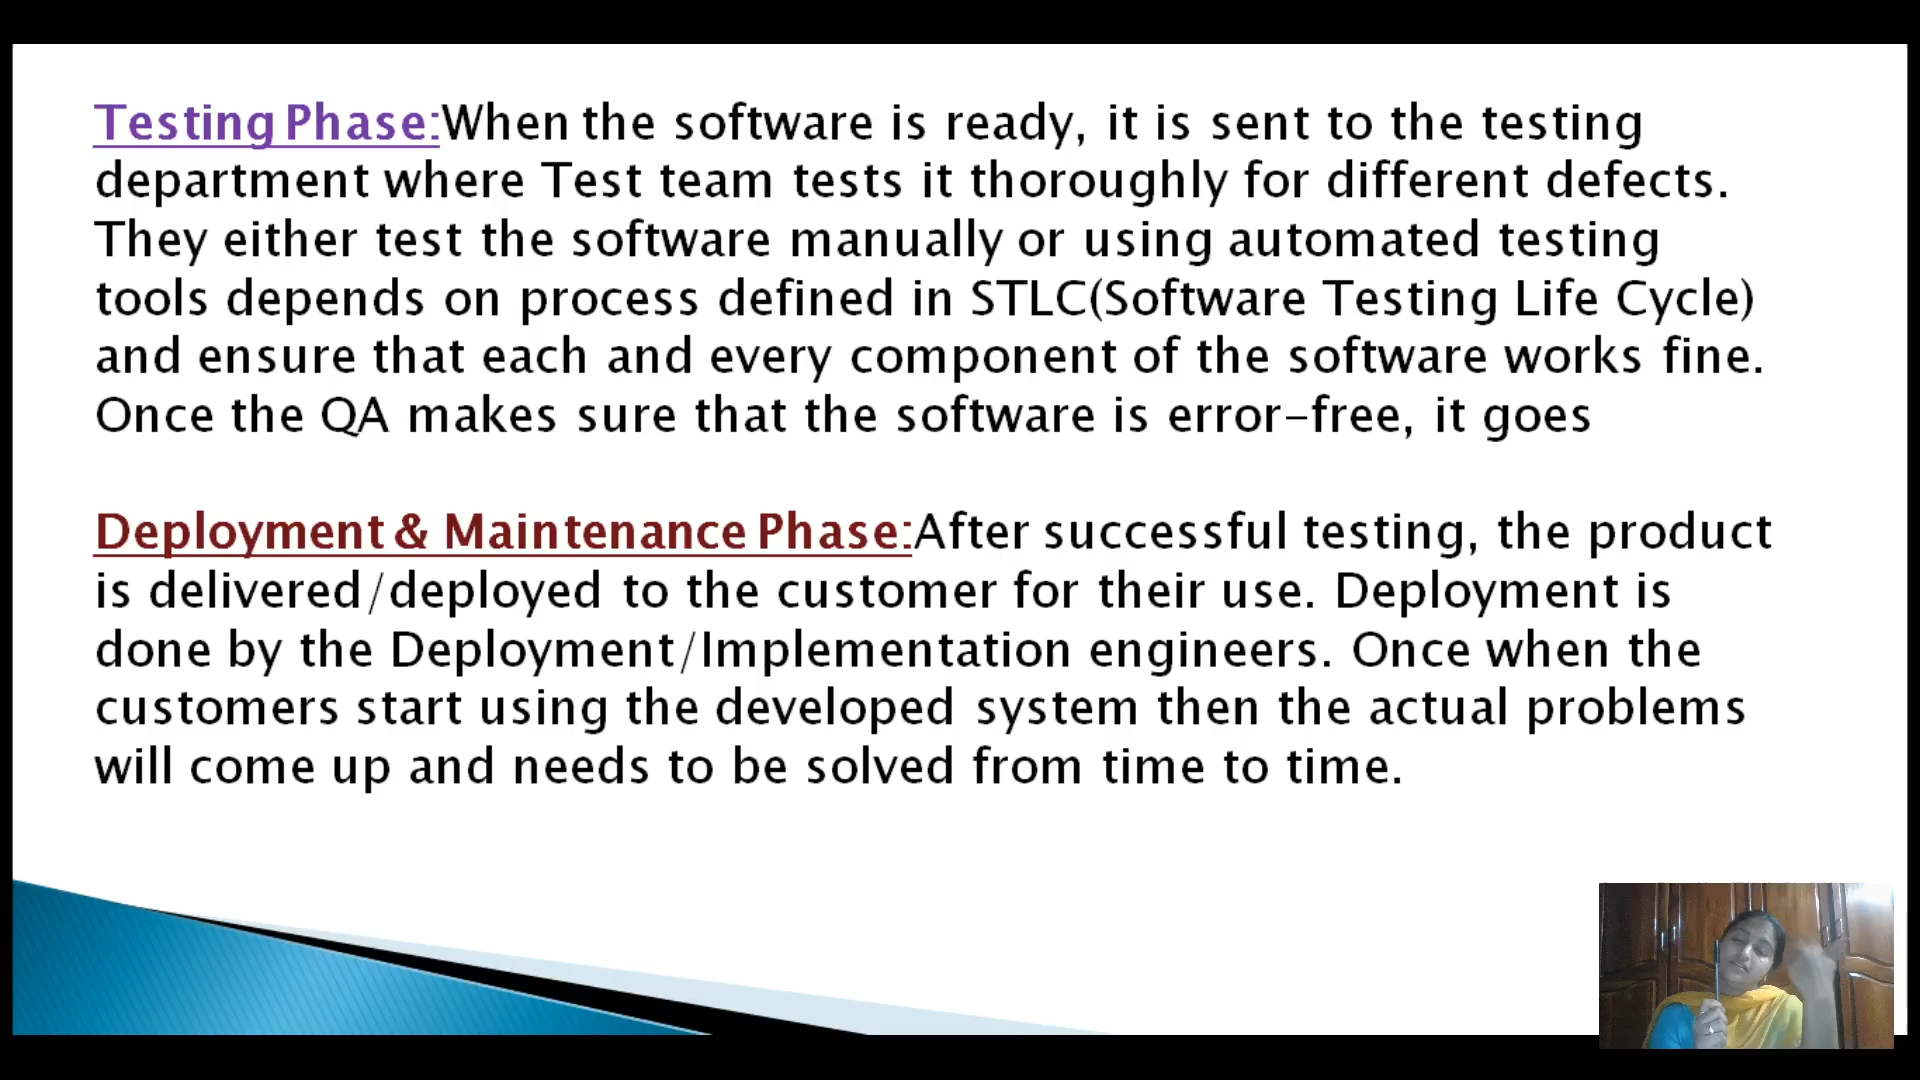 Testing Phase:When the software is ready, it is sent to the testing
department where Test team tests it thoroughly for different defects.
They either test the software manually or using automated testing
tools depends on process defined in STLC(Software Testing Life Cycle)
and ensure that each and every component of the software works fine.
Once the QA makes sure that the software is error-free, it goes
Deployment & Maintenance Phase:After successful testing, the product
is delivered/deployed to the customer for their use. Deployment is
done by the Deployment/Implementation engineers. Once when the
customers start using the developed system then the actual problems
will come up and needs to be solved from time to time.